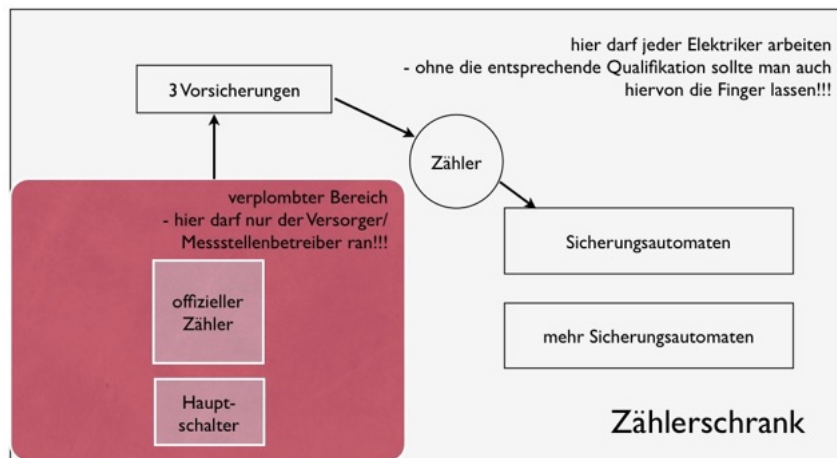 hier darf jeder Elektriker arbeiten
- ohne die entsprechende Qualifikation sollte man auch
hiervon die Finger lassen!!!
3 Vorsicherungen
Zähler
verplombter Bereich
- hier darf nur der Versorger/
Messstellenbetreiber ran!!!
Sicherungsautomaten
offizieller
Zähler
mehr Sicherungsautomaten
Haupt-
schalter
Zählerschrank